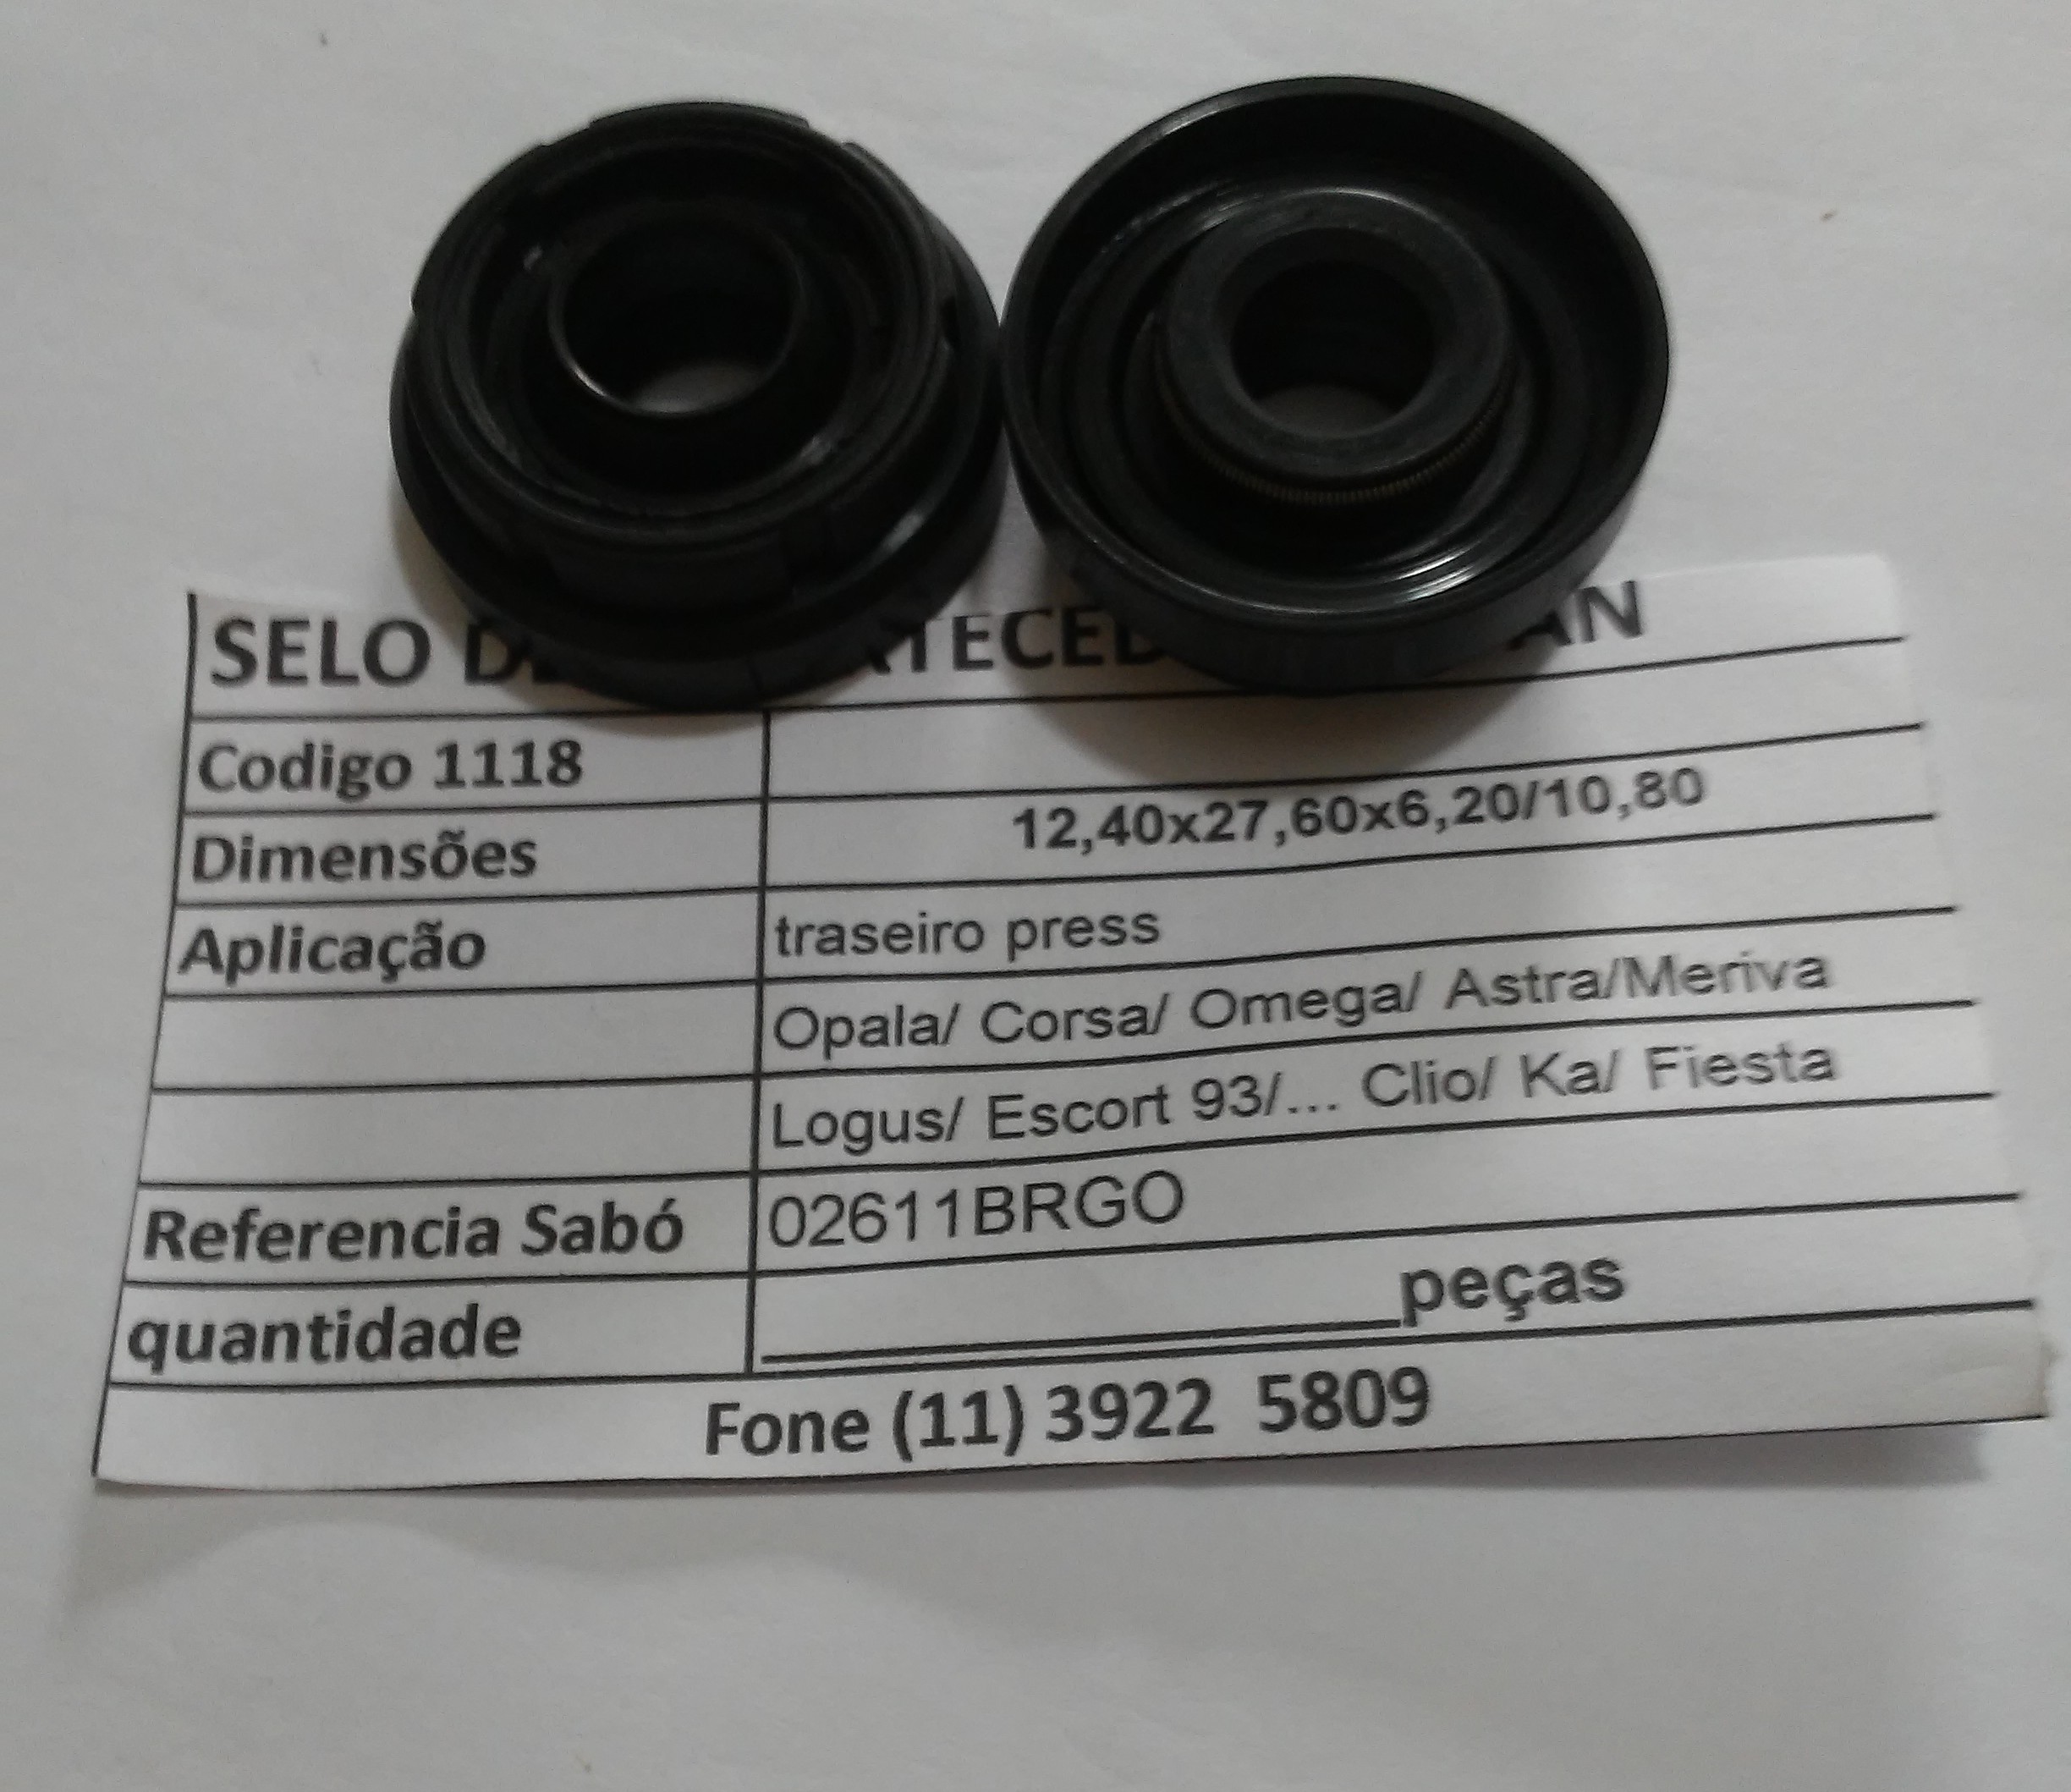 SELO
Codigo 1118
Dimensões 12,40x27,60x6,20/10,80
Aplicação traseiro press
Opala/ Corsa/ Omega/ Astra/Meriva
Logus/ Escort 93/... Clio/ Ka/ Fiesta
Referencia Sabó 02611BRGO
quantidade ____________________peças
Fone (11) 3922 5809